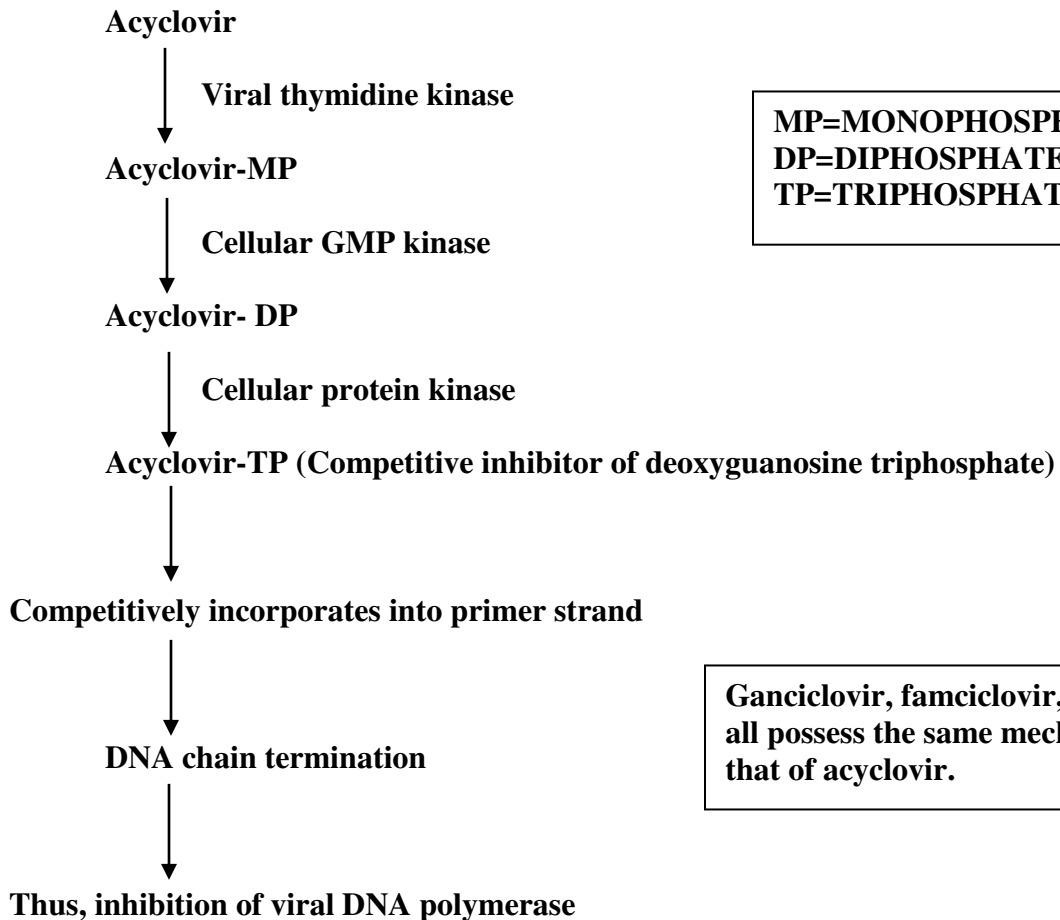 Acyclovir
Viral thymidine kinase
MP=MONOPHOSPH
DP=DIPHOSPHATE
TP=TRIPHOSPHAT
Acyclovir-MP
Cellular GMP kinase
Acyclovir- DP
Cellular protein kinase
Acyclovir-TP (Competitive inhibitor of deoxyguanosine triphosphate)
Competitively incorporates into primer strand
Ganciclovir, famciclovir,
all possess the same mech
that of acyclovir.
DNA chain termination
Thus, inhibition of viral DNA polymerase